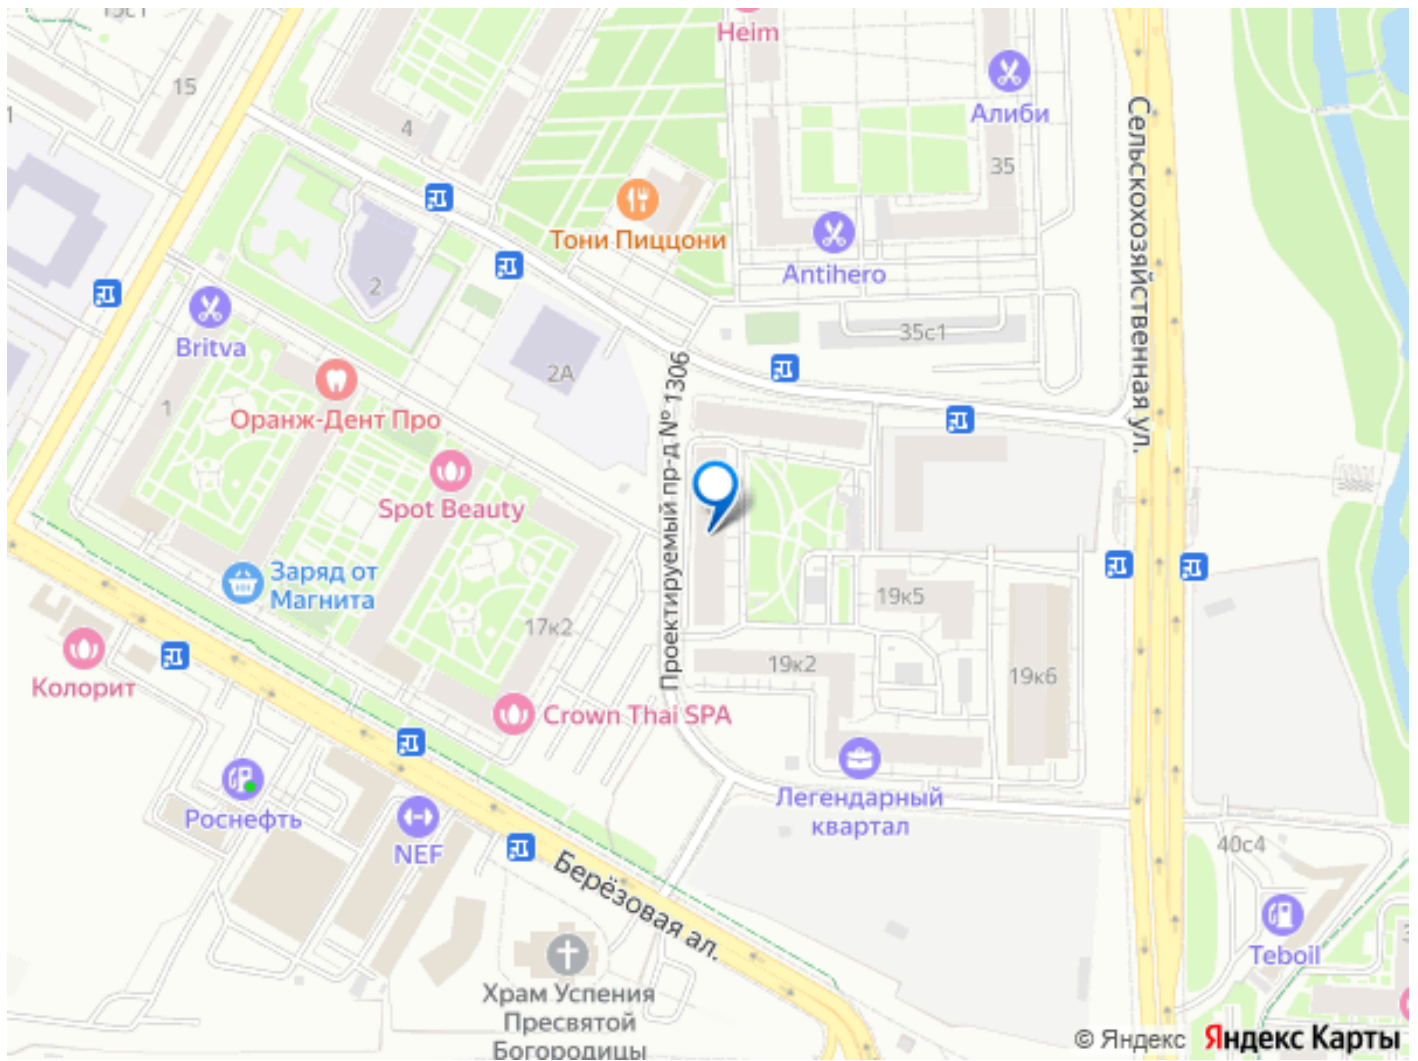 15с1
Heim
15
Алиби
4
1
35
Тони Пиццони
Antihero
2
Britva
35с1
2А
Сельскохозяйственная ул.
Оранж-Дент Про
1
Проектируемый пр-д № 1306
Spot Beauty
Заряд от
Магнита
19к5
17к2
19к2
19к6
Колорит
Crown Thai SPA
Роснефть
Легендарный
квартал
NEF
40с4
Берёзовая ал.
Teboil
Храм Успения
Пресвятой
Богородицы
© Яндекс Яндекс Карты